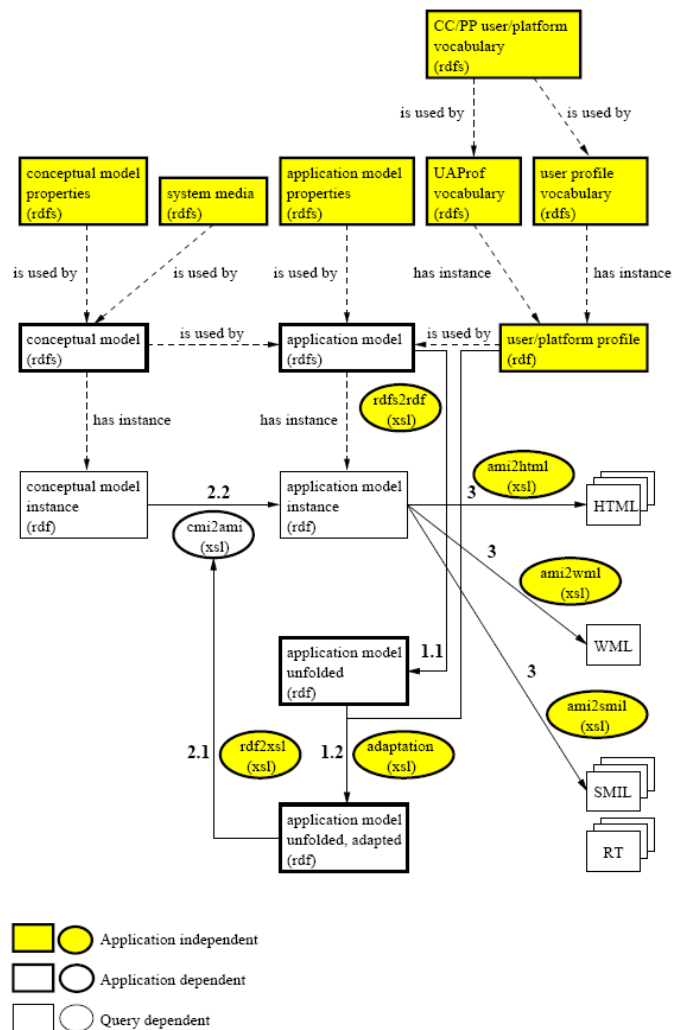 CC/PP user/platform
vocabulary
(rdfs)
is used by
is used by
conceptual model
properties
(rdfs)
system media
(rdfs)
application model
properties
(rdfs)
UAProf
vocabulary
(rdfs)
user profile
vocabulary
(rdfs)
is used by
is used by
is used by
has instance
has instance
conceptual model
(rdfs)
is used by
application model
(rdfs)
is used by
user/platform profile
(rdf)
rdfs2rdf
(xsl)
has instance
has instance
conceptual model
instance
(rdf)
2.2
cmi2ami
(xsl)
application model
instance
(rdf)
3
ami2html
(xsl)
HTML
3
ami2wml
(xsl)
WML
1.1
application model
unfolded
(rdf)
3
ami2smil
(xsl)
2.1
rdf2xsl
(xsl)
1.2
adaptation
(xsl)
SMIL
application model
unfolded, adapted
(rdf)
RT
Application independent
Application dependent
Query dependent